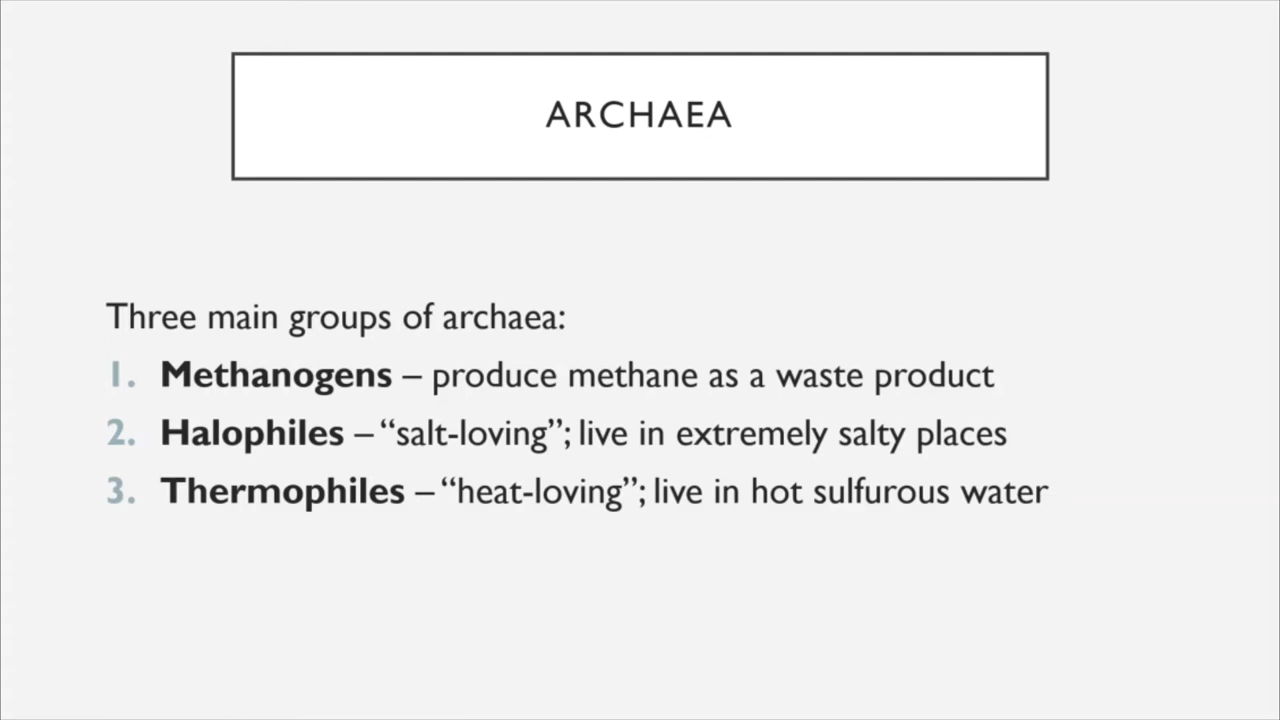 ARCHAEA
Three main groups of archaea:
1. Methanogens – produce methane as a waste product
2. Halophiles – “salt-loving”; live in extremely salty places
3. Thermophiles – “heat-loving”; live in hot sulfurous water